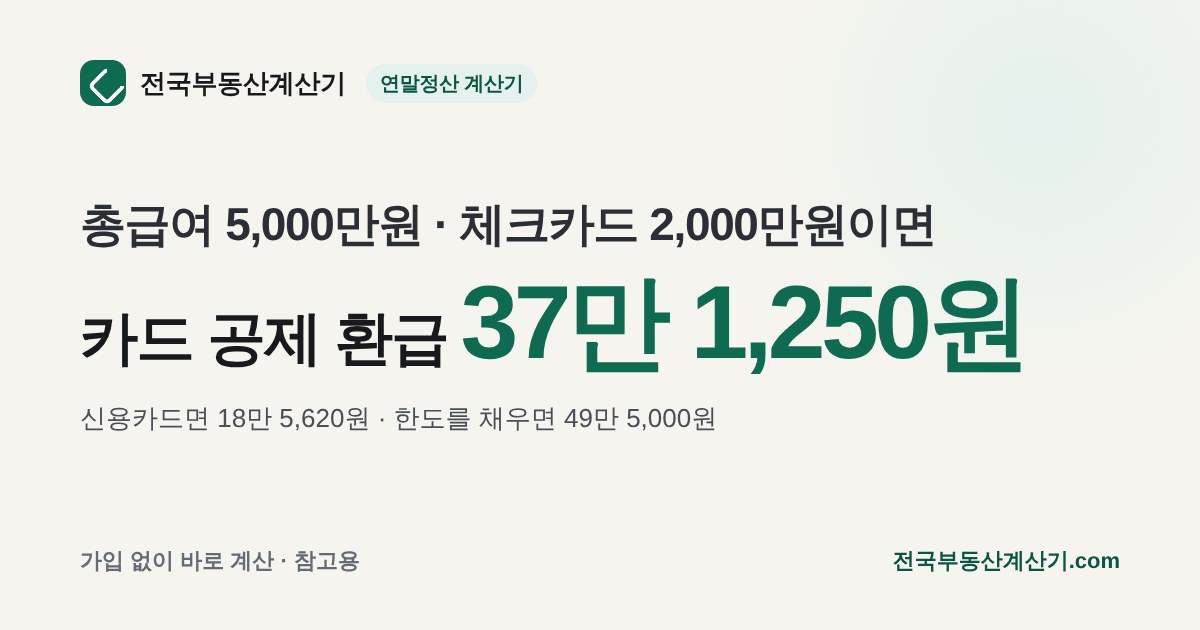 전국부동산계산기 연말정산 계산기
총급여 5,000만원 · 체크카드 2,000만원이면
카드 공제 환급 37만 1,250원
신용카드면 18만 5,620원 · 한도를 채우면 49만 5,000원
가입 없이 바로 계산 · 참고용 전국부동산계산기.com